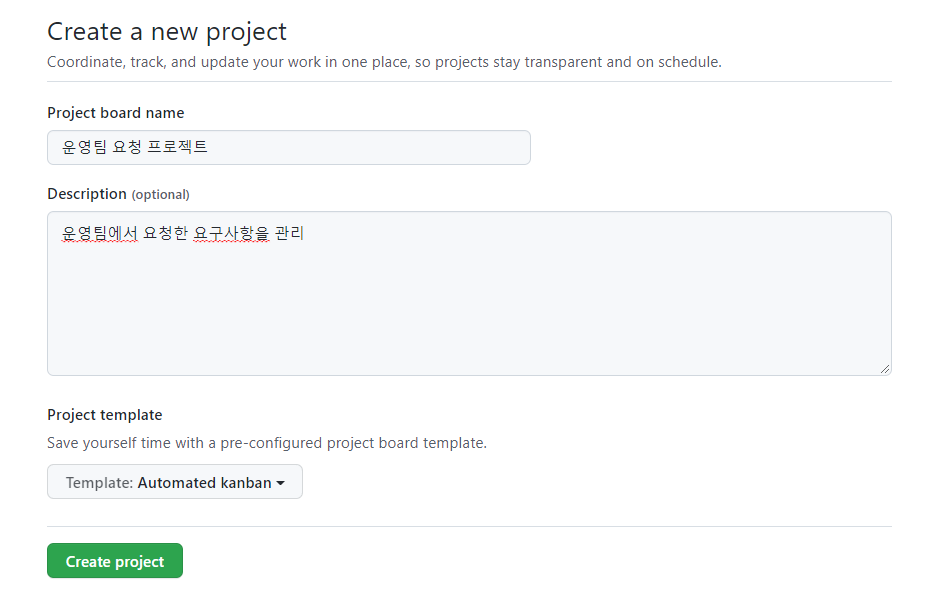 Create a new project
Coordinate, track, and update your work in one place, so projects stay transparent and on schedule.
Project board name
운영팀 요청 프로젝트
Description (optional)
운영팀에서 요청한 요구사항을 관리
Project template
Save yourself time with a pre-configured project board template.
Template: Automated kanban
Create project